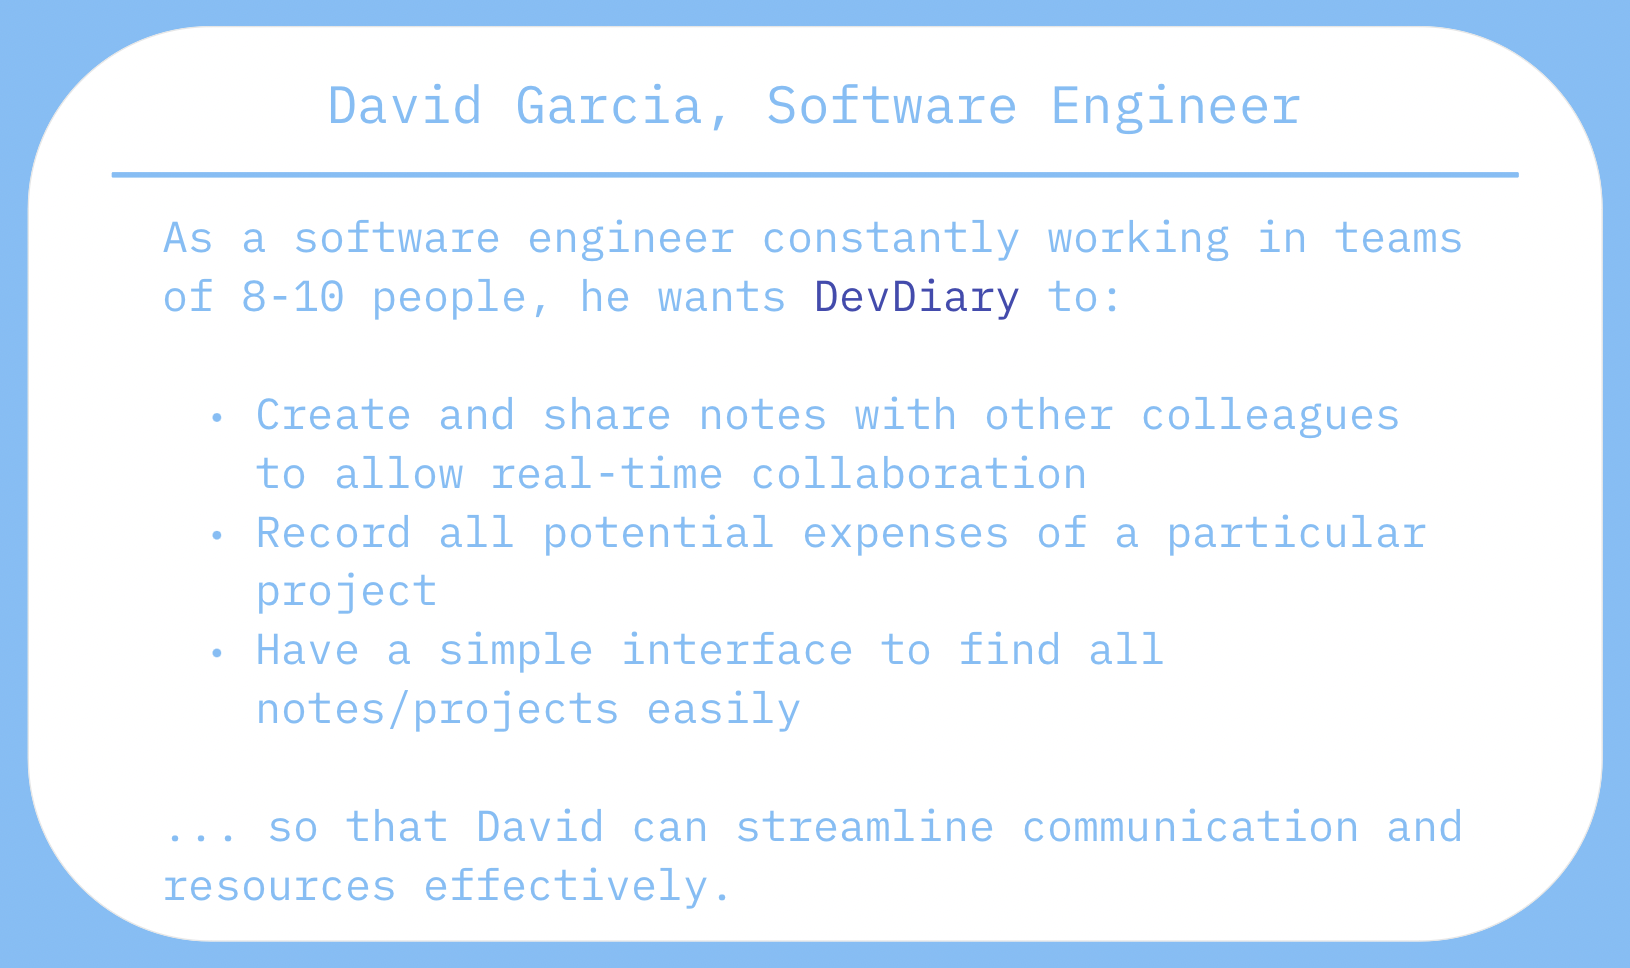 David Garcia, Software Engineer
As a software engineer constantly working in teams
of 8-10 people, he wants DevDiary to:
• Create and share notes with other colleagues
to allow real-time collaboration
• Record all potential expenses of a particular
project
• Have a simple interface to find all
notes/projects easily
... so that David can streamline communication and
resources effectively.